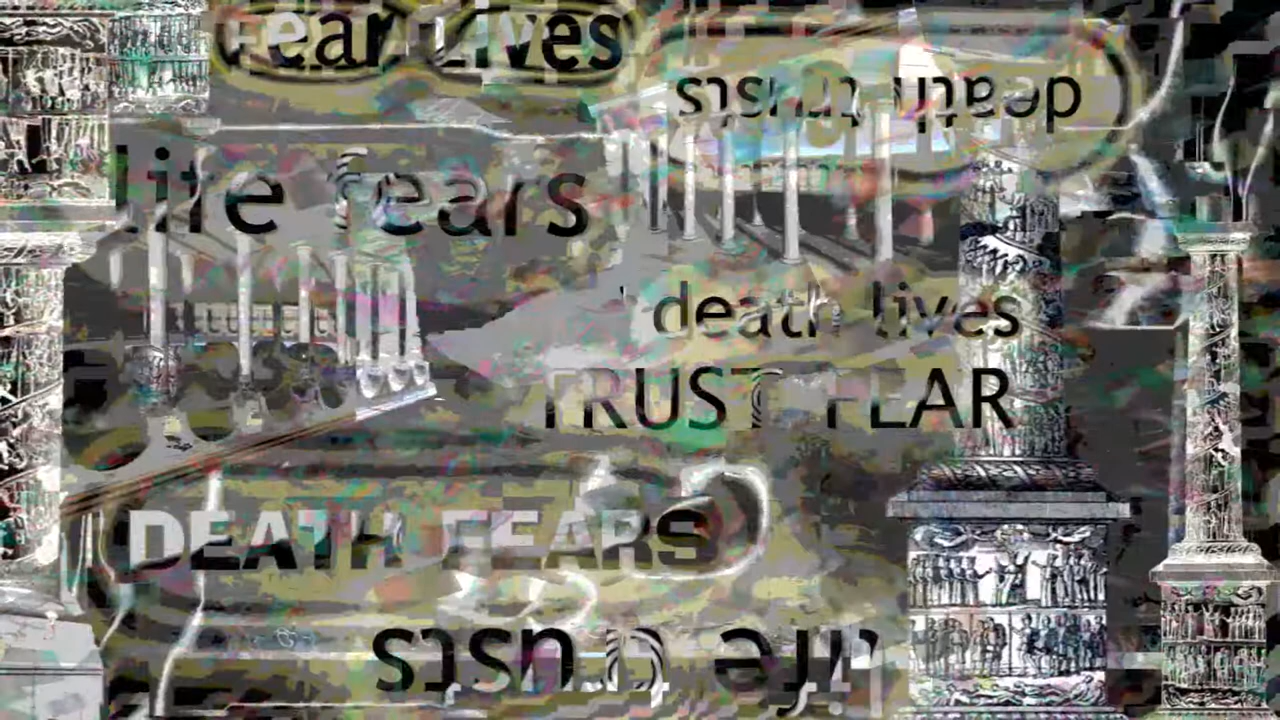 Fear Lives
death trusts
life fears
death lives
TRUST FEAR
DEATH FEARS
life trusts